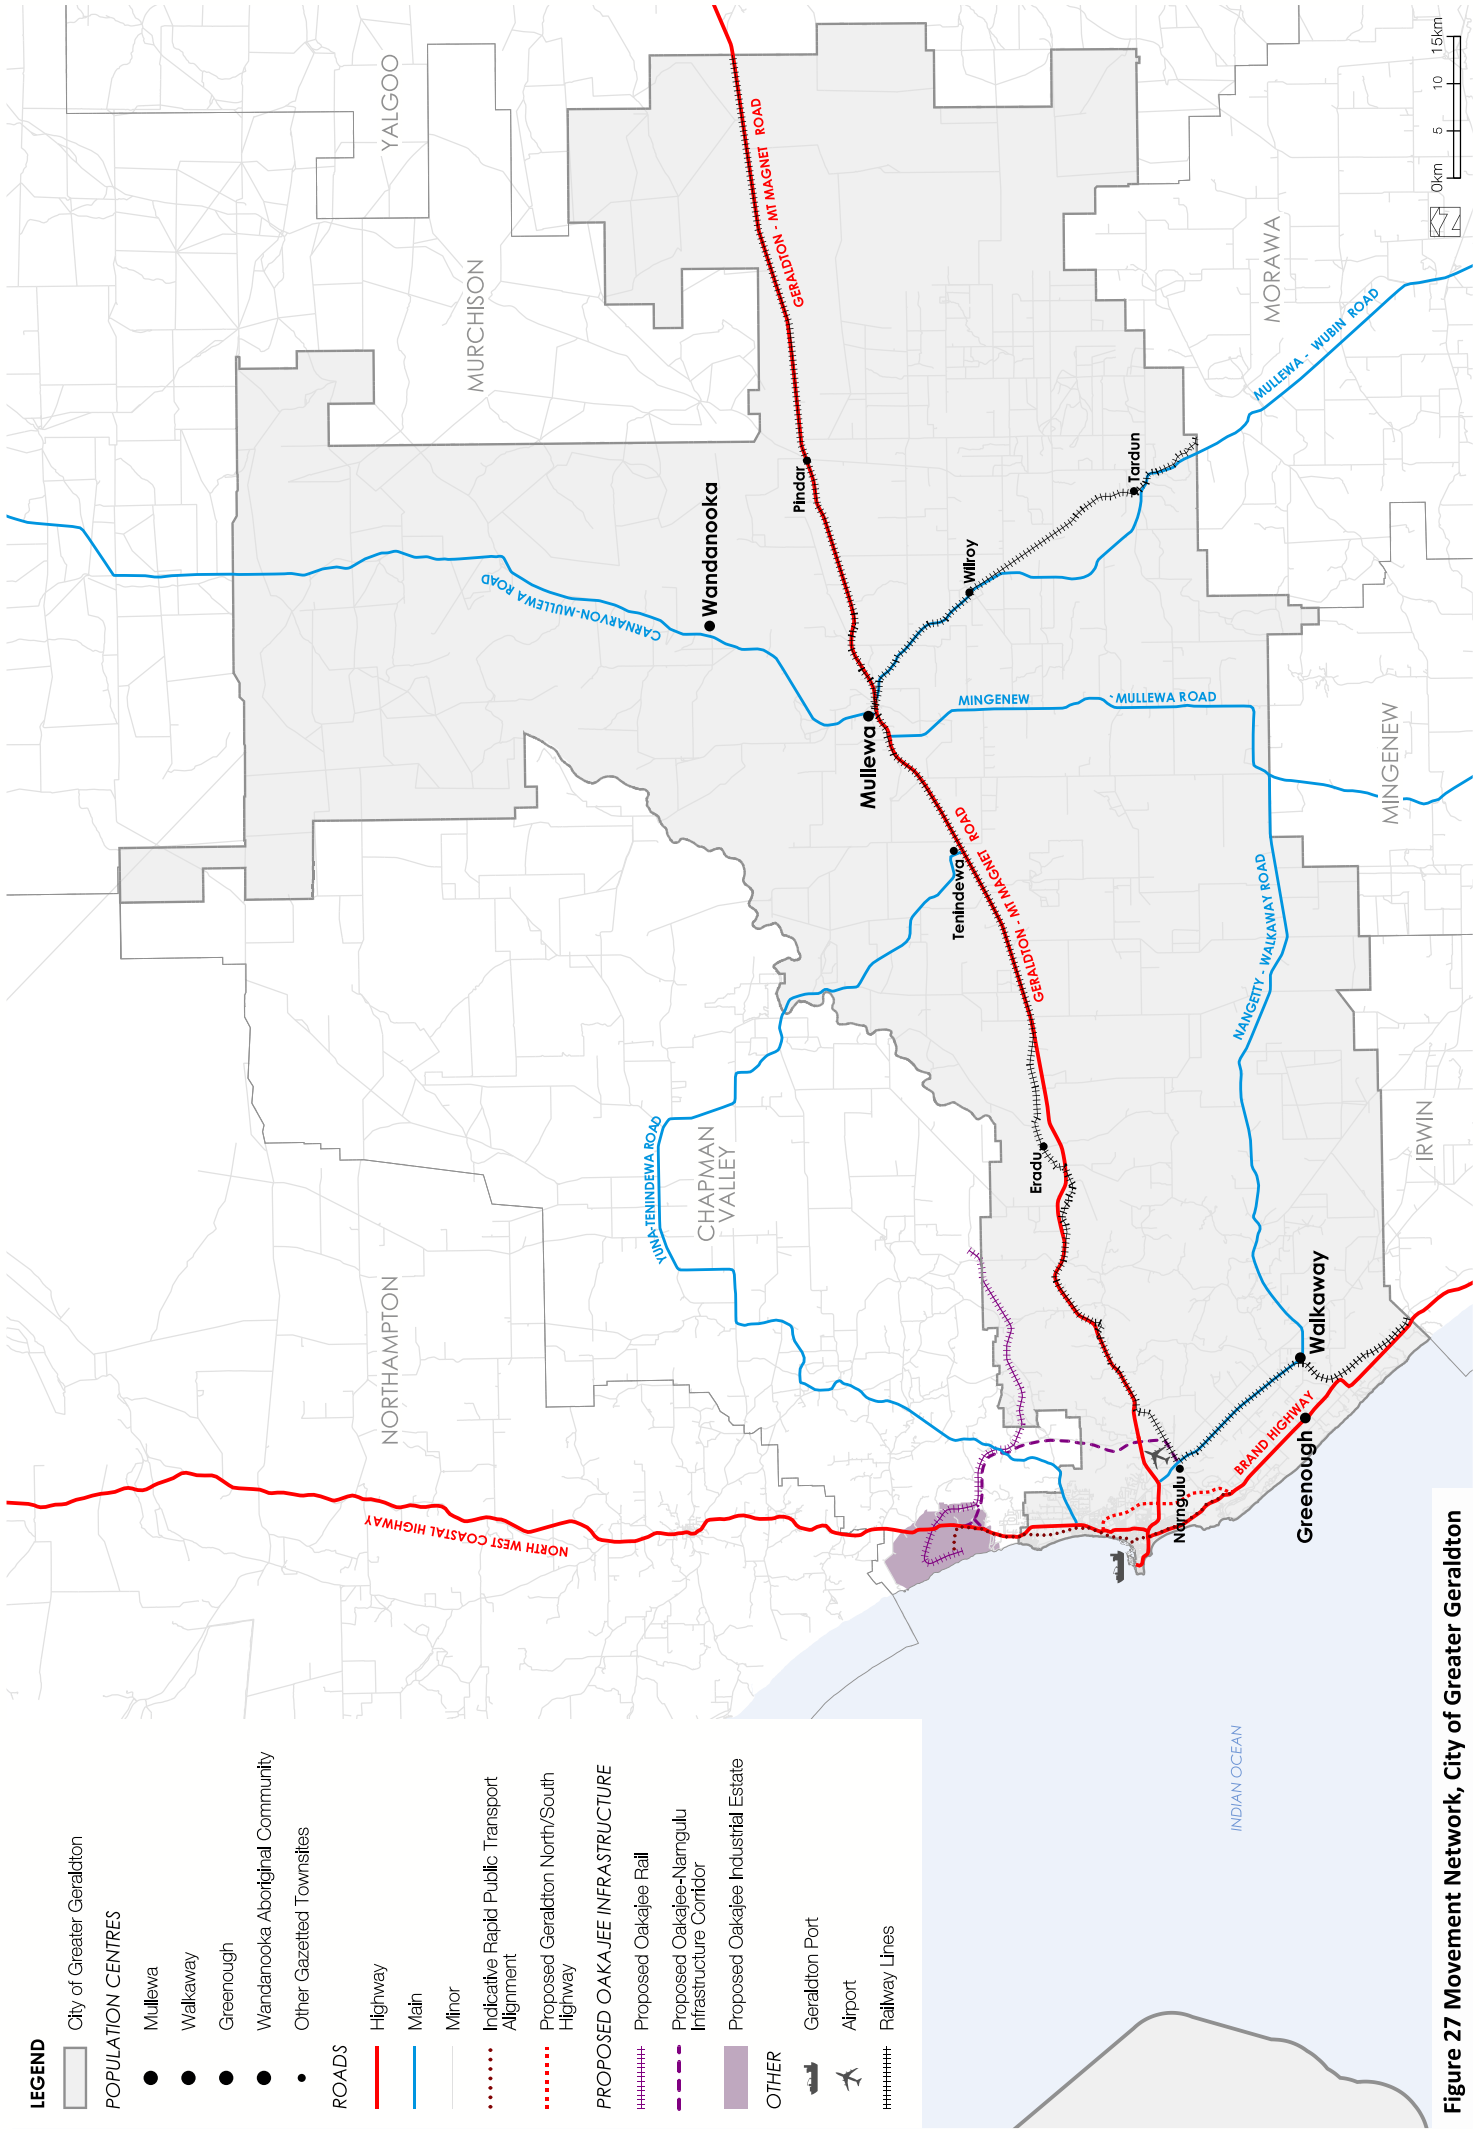 LEGEND
City of Greater Geraldton
POPULATION CENTRES
Mullewa
Walkaway
Greenough
Wandanooka Aboriginal Community
Other Gazetted Townsites
ROADS
Highway
Main
Minor
Indicative Rapid Public Transport
Alignment
Proposed Geraldton North/South
Highway
PROPOSED OAKAJEE INFRASTRUCTURE
Proposed Oakajee Rail
Proposed Oakajee-Narngulu
Infrastructure Corridor
Proposed Oakajee Industrial Estate
OTHER
Geraldton Port
Airport
Railway Lines
YALGOO
MURCHISON
NORTHAMPTON
CHAPMAN
VALLEY
MORAWA
MINGENEW
IRWIN
INDIAN OCEAN
NORTH WEST COASTAL HIGHWAY
YUNA-TENINDEWA ROAD
CARNARVON-MULLEWA ROAD
GERALDTON - MT MAGNET ROAD
GERALDTON - MT MAGNET ROAD
MINGENEW `MULLEWA ROAD
MULLEWA - WUBIN ROAD
NANGETTY - WALKAWAY ROAD
BRAND HIGHWAY
Wandanooka
Pindar
Mullewa
Wilroy
Tardun
Tenindewa
Eradu
Narngulu
Walkaway
Greenough
0km 5 10 15km
Figure 27 Movement Network, City of Greater Geraldton